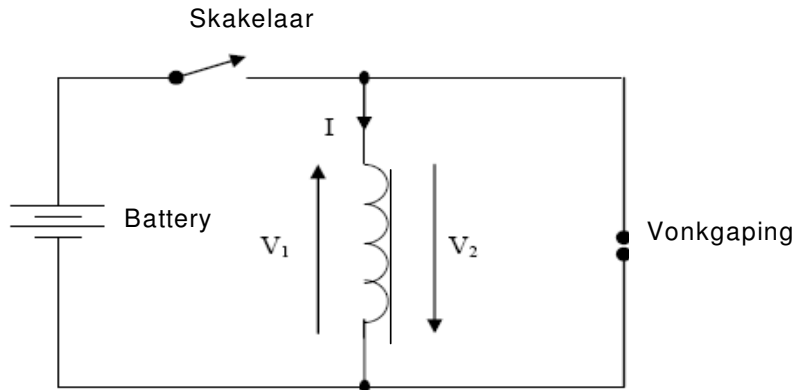 Skakelaar
I
Battery
V₁
V₂
Vonkgaping